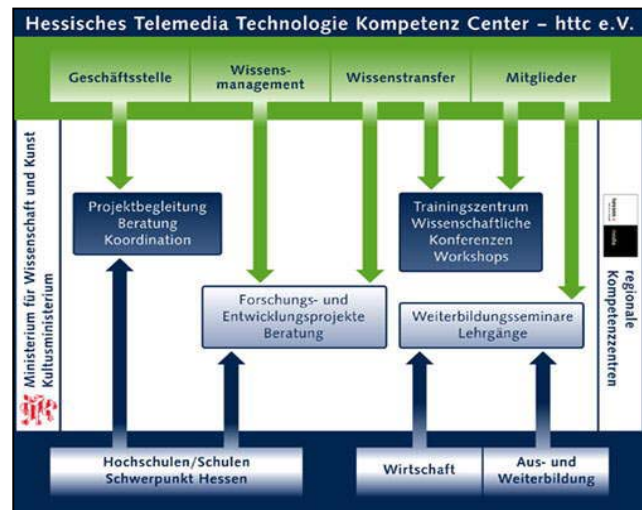 Hessisches Telemedia Technologie Kompetenz Center – httc e.V.
Geschäftsstelle
Wissens-
management
Wissenstransfer
Mitglieder
Ministerium für Wissenschaft und Kunst
Kultusministerium
Projektbegleitung
Beratung
Koordination
Trainingszentrum
Wissenschaftliche
Konferenzen
Workshops
regionale
Kompetenzzentren
Forschungs- und
Entwicklungsprojekte
Beratung
Weiterbildungsseminare
Lehrgänge
Hochschulen/Schulen
Schwerpunkt Hessen
Wirtschaft
Aus- und
Weiterbildung